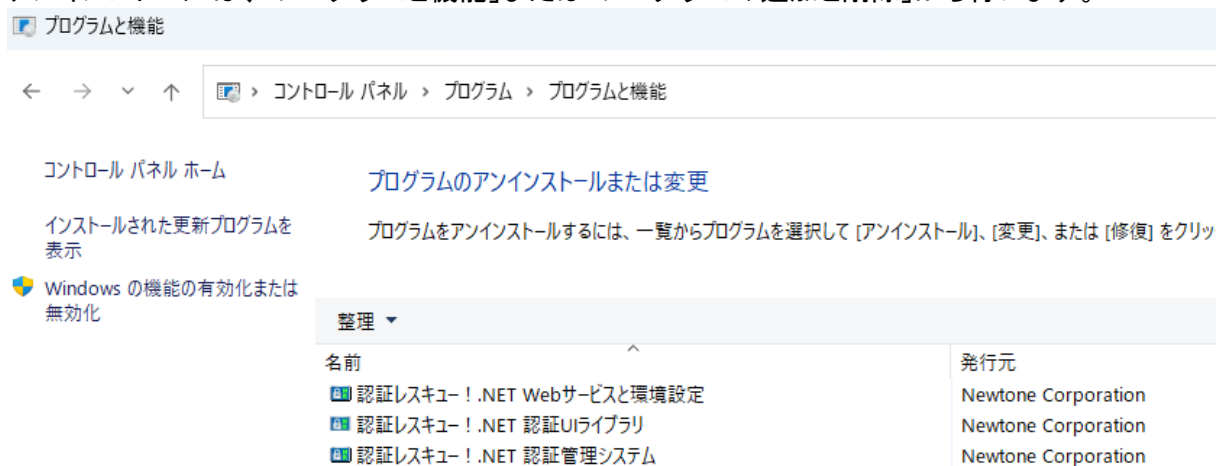 プログラムと機能
コントロール パネル › プログラム › プログラムと機能
コントロール パネル ホーム
プログラムのアンインストールまたは変更
インストールされた更新プログラムを
表示
プログラムをアンインストールするには、一覧からプログラムを選択して [アンインストール]、[変更]、または [修復] をクリッ
Windows の機能の有効化または
無効化
整理
名前 発行元
認証レスキュー！.NET Webサービスと環境設定 Newtone Corporation
認証レスキュー！.NET 認証UIライブラリ Newtone Corporation
認証レスキュー！.NET 認証管理システム Newtone Corporation